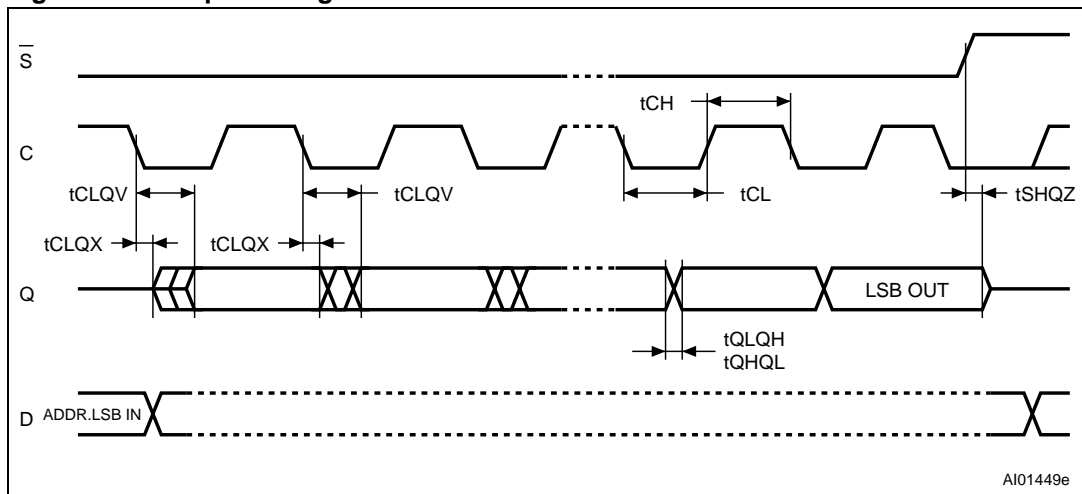 S
tCH
C
tCLQV
tCLQV
tCL
tSHQZ
tCLQX
tCLQX
Q
LSB OUT
tQLQH
tQHQL
D
ADDR.LSB IN
AI01449e